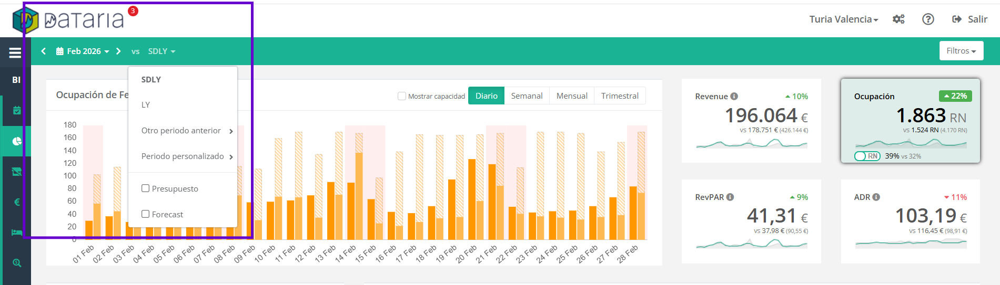 DATARIA
3
Turia Valencia
Salir
Feb 2026
vs
SDLY
Filtros
BI
SDLY
LY
Otro periodo anterior
Periodo personalizado
Presupuesto
Forecast
Ocupación de Fe
Mostrar capacidad
Diario
Semanal
Mensual
Trimestral
180
160
140
120
100
80
60
40
20
0
01 Feb
02 Feb
03 Feb
04 Feb
05 Feb
06 Feb
07 Feb
08 Feb
09 Feb
10 Feb
11 Feb
12 Feb
13 Feb
14 Feb
15 Feb
16 Feb
17 Feb
18 Feb
19 Feb
20 Feb
21 Feb
22 Feb
23 Feb
24 Feb
25 Feb
26 Feb
27 Feb
28 Feb
Revenue
10%
196.064 €
vs 178.751 € (426.144 €)
Ocupación
22%
1.863 RN
vs 1.524 RN (4.170 RN)
RN
39% vs 32%
RevPAR
9%
41,31 €
vs 37,98 € (90,55 €)
ADR
11%
103,19 €
vs 116,45 € (98,91 €)